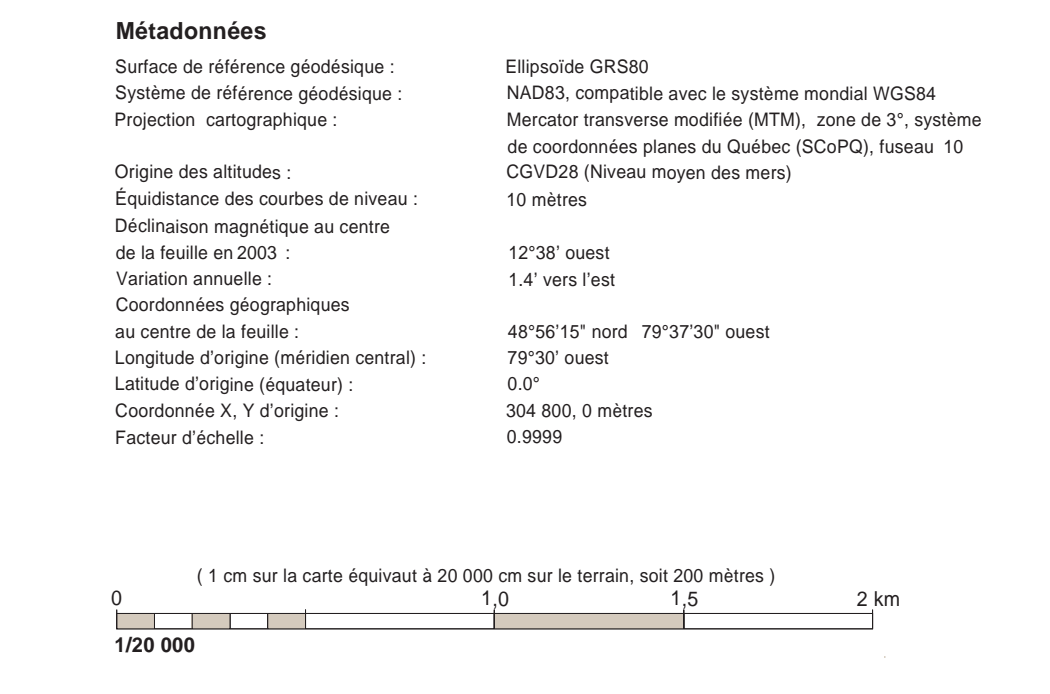 Métadonnées
Surface de référence géodésique : Ellipsoïde GRS80
Système de référence géodésique : NAD83, compatible avec le système mondial WGS84
Projection cartographique : Mercator transverse modifiée (MTM), zone de 3°, système
de coordonnées planes du Québec (SCoPQ), fuseau 10
Origine des altitudes : CGVD28 (Niveau moyen des mers)
Équidistance des courbes de niveau : 10 mètres
Déclinaison magnétique au centre
de la feuille en 2003 : 12°38’ ouest
Variation annuelle : 1.4’ vers l’est
Coordonnées géographiques
au centre de la feuille : 48°56’15" nord 79°37’30" ouest
Longitude d’origine (méridien central) : 79°30’ ouest
Latitude d’origine (équateur) : 0.0°
Coordonnée X, Y d’origine : 304 800, 0 mètres
Facteur d’échelle : 0.9999
( 1 cm sur la carte équivaut à 20 000 cm sur le terrain, soit 200 mètres )
0 1,0 1,5 2 km
1/20 000